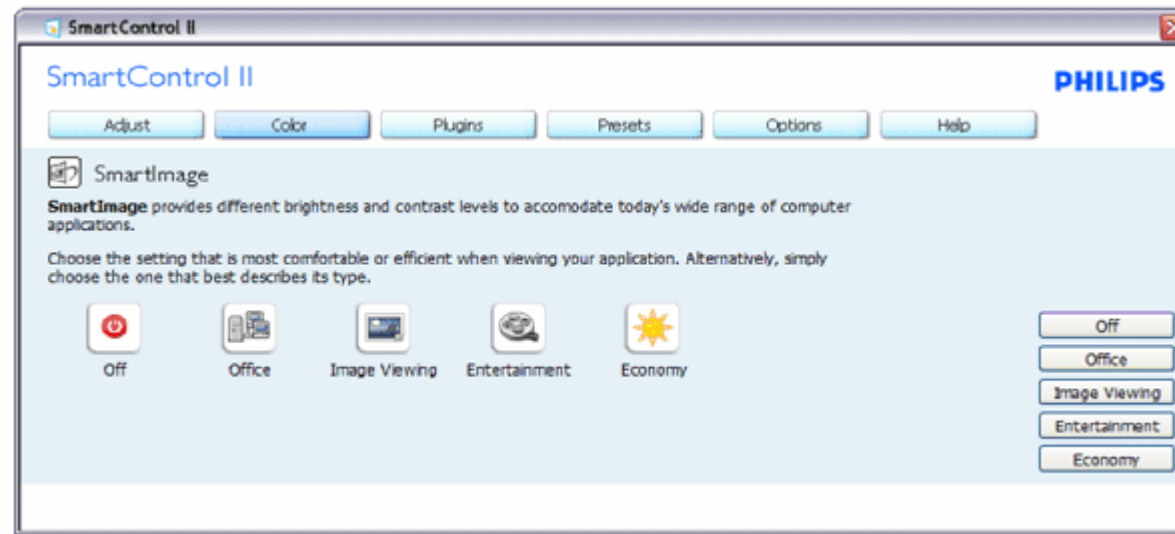 SmartControl II
SmartControl II
PHILIPS
Adjust Color Plugins Presets Options Help
SmartImage
SmartImage provides different brightness and contrast levels to accomodate today's wide range of computer
applications.
Choose the setting that is most comfortable or efficient when viewing your application. Alternatively, simply
choose the one that best describes its type.
Off Office Image Viewing Entertainment Economy
Off
Office
Image Viewing
Entertainment
Economy